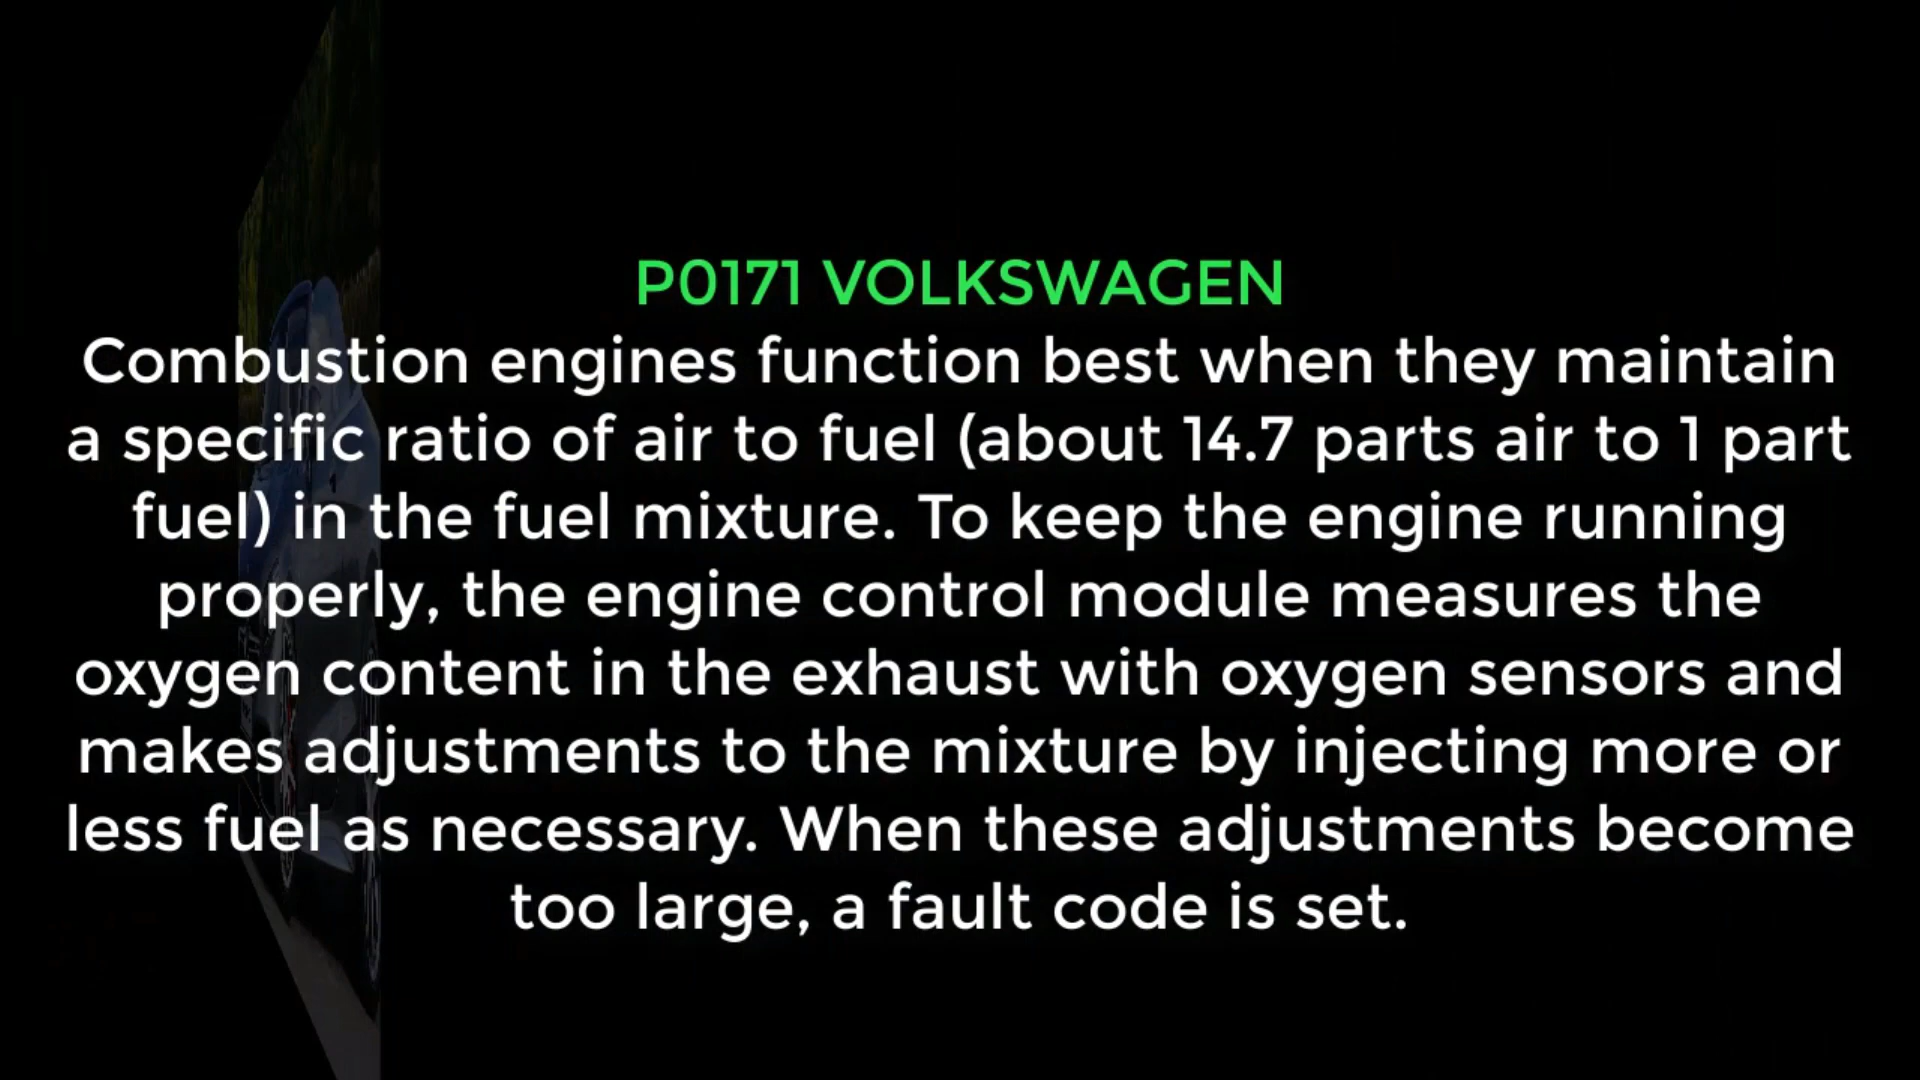 P0171 VOLKSWAGEN
Combustion engines function best when they maintain
a specific ratio of air to fuel (about 14.7 parts air to 1 part
fuel) in the fuel mixture. To keep the engine running
properly, the engine control module measures the
oxygen content in the exhaust with oxygen sensors and
makes adjustments to the mixture by injecting more or
less fuel as necessary. When these adjustments become
too large, a fault code is set.